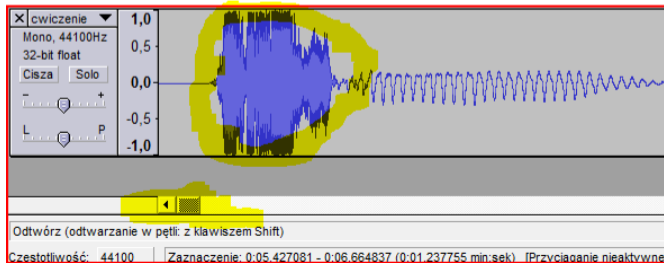 cwiczenie
Mono, 44100Hz
32-bit float
Cisza Solo
- +
L P
1,0
0,5
0,0
-0,5
-1,0
Odtwórz (odtwarzanie w pętli: z klawiszem Shift)
Częstotliwość: 44100 Zaznaczenie: 0:05.427081 - 0:06.664837 (0:01.237755 min:sek) [Przyciąganie nieaktywne